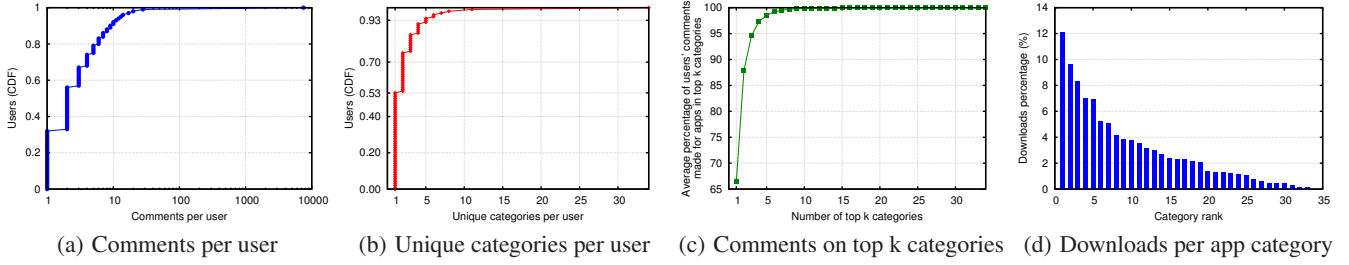 Users (CDF)
1
0.8
0.6
0.4
0.2
0
1 10 100 1000 10000
Comments per user
(a) Comments per user
Users (CDF)
0.93
0.70
0.53
0.23
0.00
1 5 10 15 20 25 30
Unique categories per user
(b) Unique categories per user
Average percentage of users' comments
made for apps in top k categories
100
95
90
85
80
75
70
65
1 5 10 15 20 25 30
Number of top k categories
(c) Comments on top k categories
Downloads percentage (%)
14
12
10
8
6
4
2
0
0 5 10 15 20 25 30 35
Category rank
(d) Downloads per app category